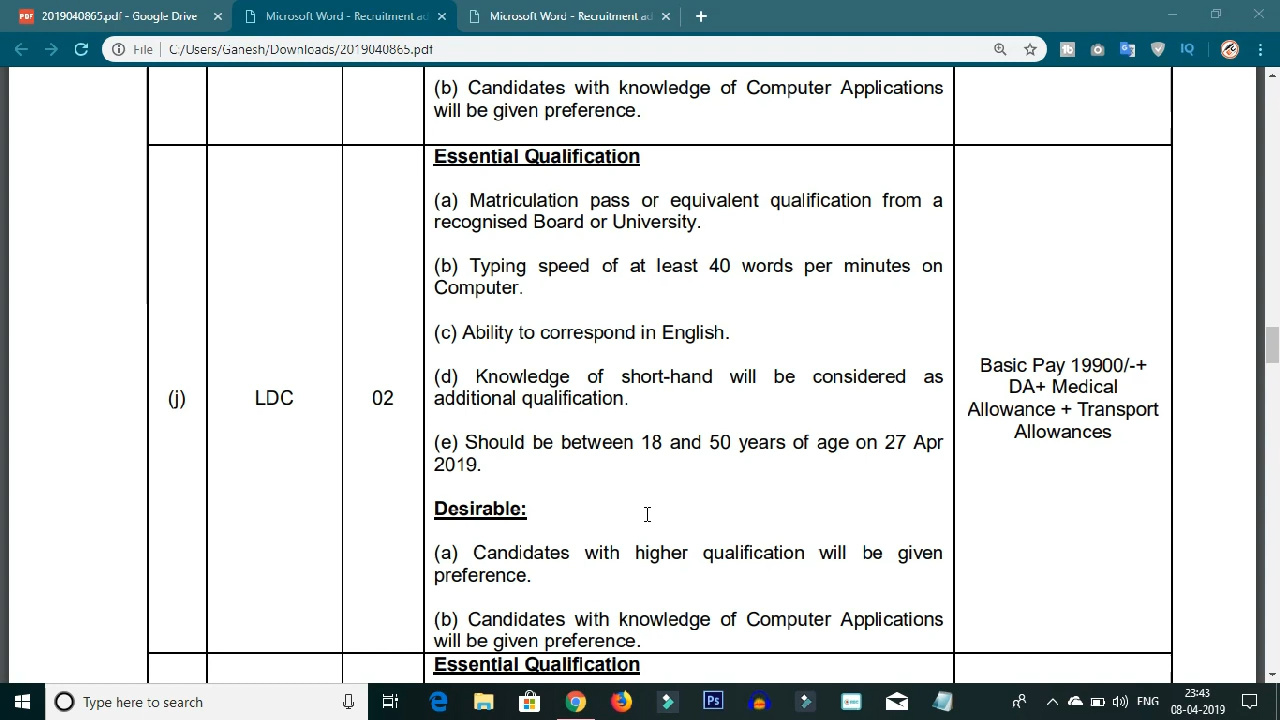 2019040865.pdf - Google Drive
Microsoft Word - Recruitment ad
Microsoft Word - Recruitment ad
File
C:/Users/Ganesh/Downloads/2019040865.pdf
IQ
(b) Candidates with knowledge of Computer Applications
will be given preference.
Essential Qualification
(a) Matriculation pass or equivalent qualification from a
recognised Board or University.
(b) Typing speed of at least 40 words per minutes on
Computer.
(c) Ability to correspond in English.
(d) Knowledge of short-hand will be considered as
additional qualification.
(e) Should be between 18 and 50 years of age on 27 Apr
2019.
Desirable:
(a) Candidates with higher qualification will be given
preference.
(b) Candidates with knowledge of Computer Applications
will be given preference.
(j)
LDC
02
Basic Pay 19900/-+
DA+ Medical
Allowance + Transport
Allowances
Essential Qualification
Type here to search
Ps
ENG
23:43
08-04-2019